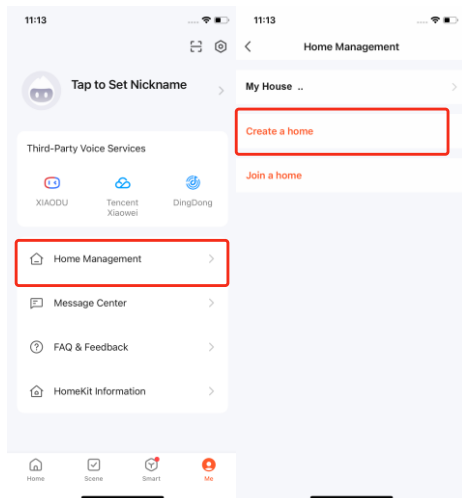 11:13
Tap to Set Nickname
Third-Party Voice Services
XIAODU
Tencent
Xiaowei
DingDong
Home Management
Message Center
FAQ & Feedback
HomeKit Information
Home
Scene
Smart
Me
11:13
Home Management
My House ..
Create a home
Join a home